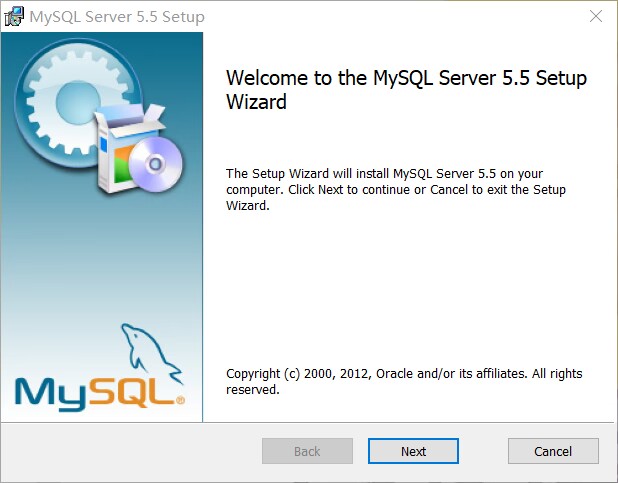 MySQL Server 5.5 Setup
Welcome to the MySQL Server 5.5 Setup
Wizard
The Setup Wizard will install MySQL Server 5.5 on your
computer. Click Next to continue or Cancel to exit the Setup
Wizard.
MySQL®
Copyright (c) 2000, 2012, Oracle and/or its affiliates. All rights
reserved.
Back
Next
Cancel